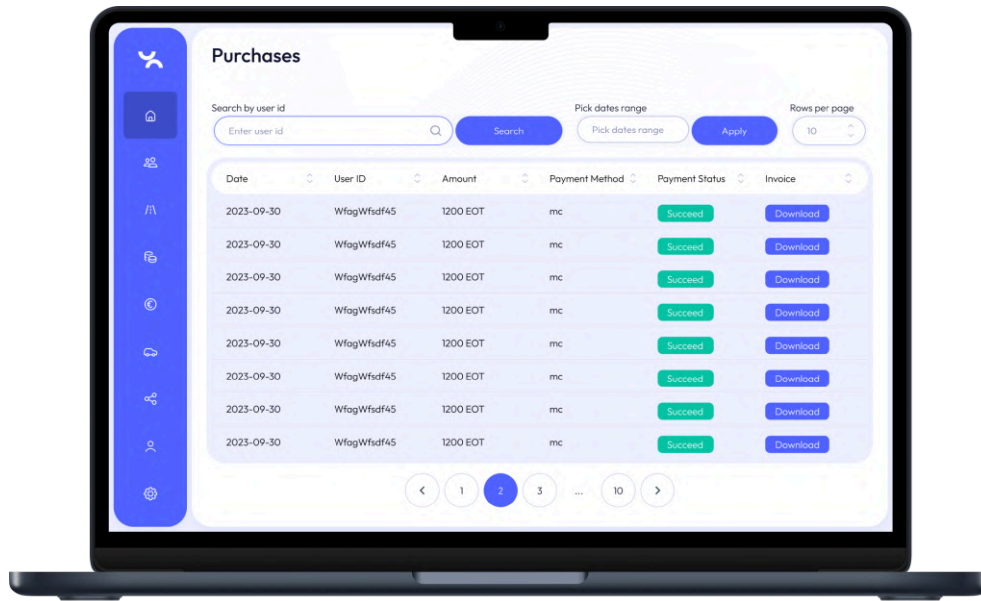 Purchases
Search by user id Pick dates range Rows per page
Enter user id Search Pick dates range Apply 10
Date User ID Amount Payment Method Payment Status Invoice
2023-09-30 WfagWfsdf45 1200 EOT mc Succeed Download
2023-09-30 WfagWfsdf45 1200 EOT mc Succeed Download
2023-09-30 WfagWfsdf45 1200 EOT mc Succeed Download
2023-09-30 WfagWfsdf45 1200 EOT mc Succeed Download
2023-09-30 WfagWfsdf45 1200 EOT mc Succeed Download
2023-09-30 WfagWfsdf45 1200 EOT mc Succeed Download
2023-09-30 WfagWfsdf45 1200 EOT mc Succeed Download
2023-09-30 WfagWfsdf45 1200 EOT mc Succeed Download
1 2 3 ... 10